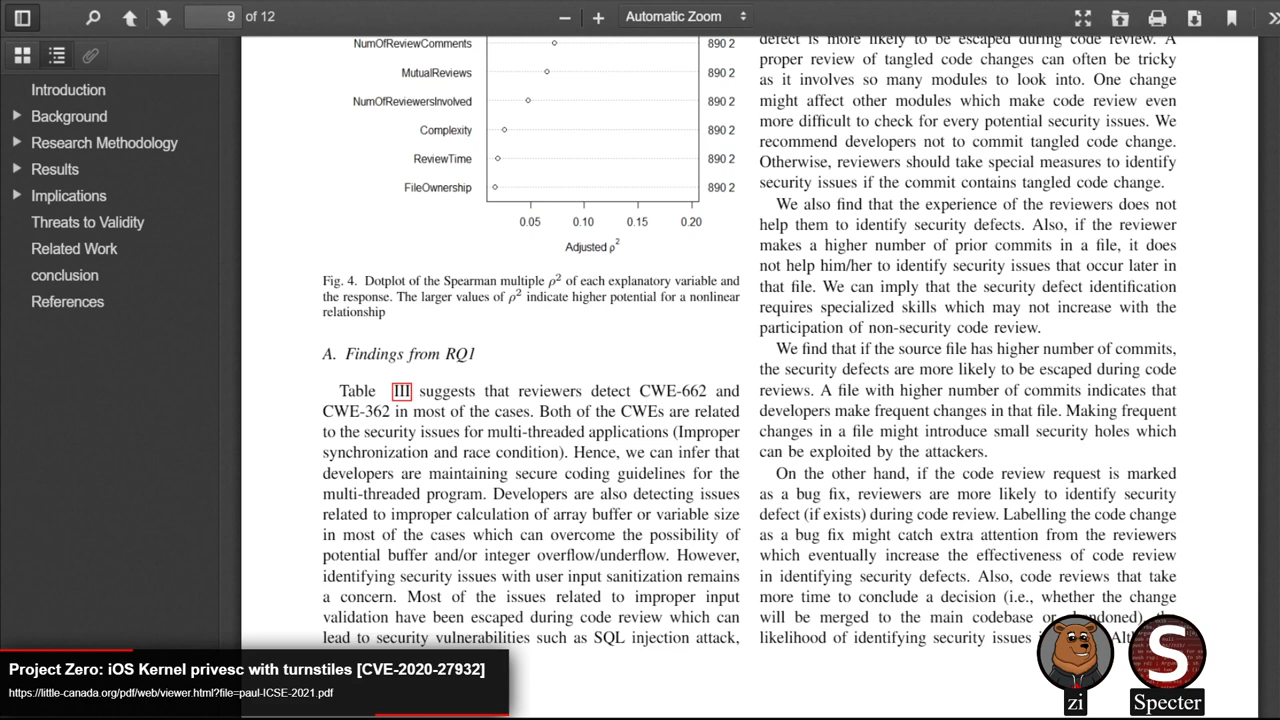 9 of 12
Automatic Zoom
Introduction
Background
Research Methodology
Results
Implications
Threats to Validity
Related Work
conclusion
References
NumOfReviewComments 890 2
MutualReviews 890 2
NumOfReviewersInvolved 890 2
Complexity 890 2
ReviewTime 890 2
FileOwnership 890 2
0.05 0.10 0.15 0.20
Adjusted ρ²
Fig. 4. Dotplot of the Spearman multiple ρ² of each explanatory variable and
the response. The larger values of ρ² indicate higher potential for a nonlinear
relationship
A. Findings from RQ1
Table III suggests that reviewers detect CWE-662 and
CWE-362 in most of the cases. Both of the CWEs are related
to the security issues for multi-threaded applications (Improper
synchronization and race condition). Hence, we can infer that
developers are maintaining secure coding guidelines for the
multi-threaded program. Developers are also detecting issues
related to improper calculation of array buffer or variable size
in most of the cases which can overcome the possibility of
potential buffer and/or integer overflow/underflow. However,
identifying security issues with user input sanitization remains
a concern. Most of the issues related to improper input
validation have been escaped during code review which can
lead to security vulnerabilities such as SQL injection attack,
defect is more likely to be escaped during code review. A
proper review of tangled code changes can often be tricky
as it involves so many modules to look into. One change
might affect other modules which make code review even
more difficult to check for every potential security issues. We
recommend developers not to commit tangled code change.
Otherwise, reviewers should take special measures to identify
security issues if the commit contains tangled code change.
We also find that the experience of the reviewers does not
help them to identify security defects. Also, if the reviewer
makes a higher number of prior commits in a file, it does
not help him/her to identify security issues that occur later in
that file. We can imply that the security defect identification
requires specialized skills which may not increase with the
participation of non-security code review.
We find that if the source file has higher number of commits,
the security defects are more likely to be escaped during code
reviews. A file with higher number of commits indicates that
developers make frequent changes in that file. Making frequent
changes in a file might introduce small security holes which
can be exploited by the attackers.
On the other hand, if the code review request is marked
as a bug fix, reviewers are more likely to identify security
defect (if exists) during code review. Labelling the code change
as a bug fix might catch extra attention from the reviewers
which eventually increase the effectiveness of code review
in identifying security defects. Also, code reviews that take
more time to conclude a decision (i.e., whether the change
will be merged to the main codebase or abandoned), the
likelihood of identifying security issues
Project Zero: iOS Kernel privesc with turnstiles [CVE-2020-27932]
https://little-canada.org/pdf/web/viewer.html?file=paul-ICSE-2021.pdf
zi
S
Specter